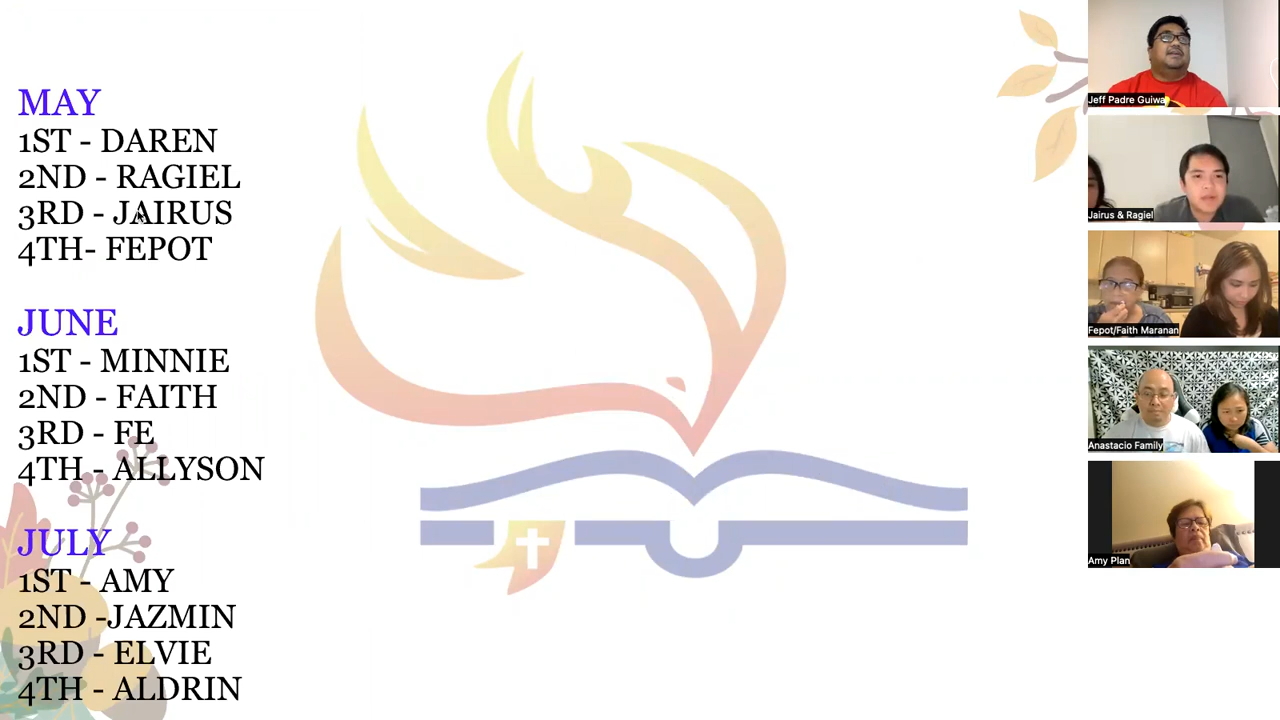 MAY
1ST - DAREN
2ND - RAGIEL
3RD - JAIRUS
4TH- FEPOT
JUNE
1ST - MINNIE
2ND - FAITH
3RD - FE
4TH - ALLYSON
JULY
1ST - AMY
2ND -JAZMIN
3RD - ELVIE
4TH - ALDRIN
Jeff Padre Guiwa
Jairus & Ragiel
Fepot/Faith Maranan
Anastacio Family
Amy Plan